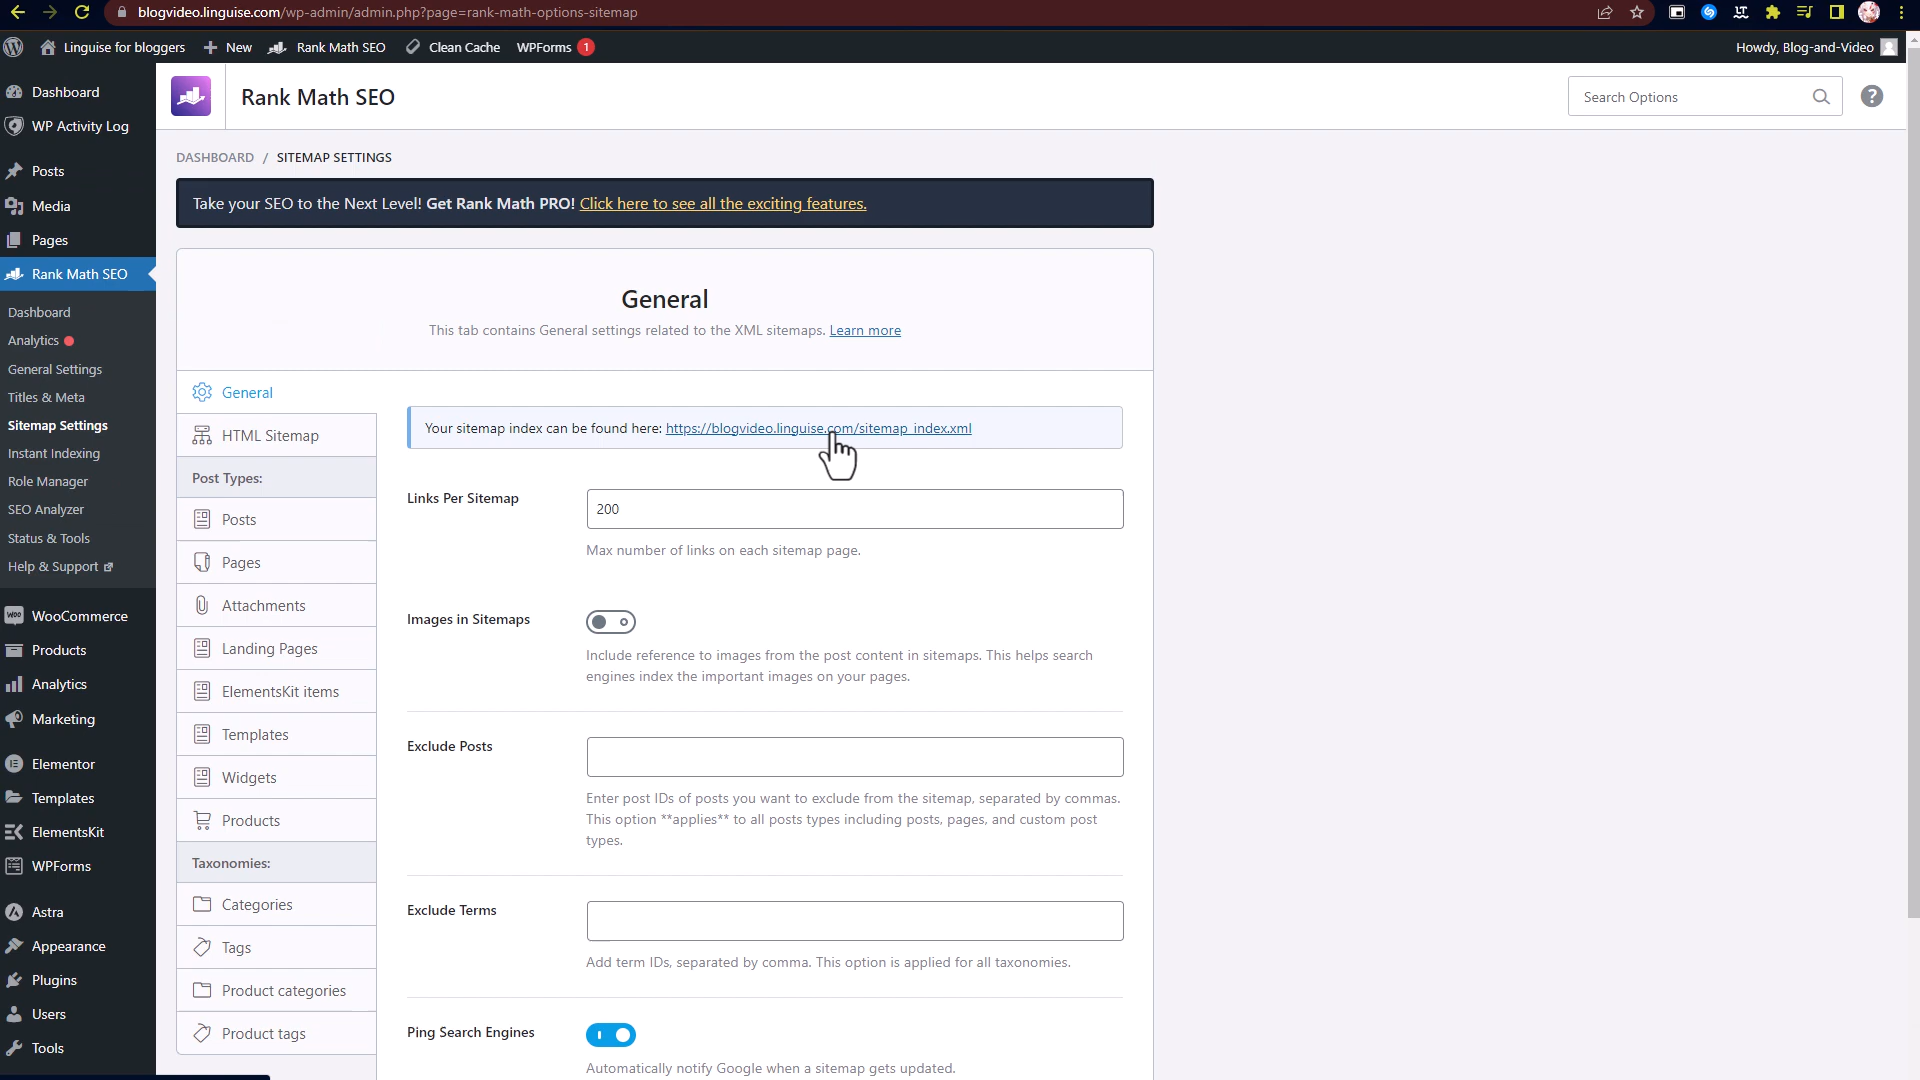 blogvideo.linguise.com/wp-admin/admin.php?page=rank-math-options-sitemap
Linguise for bloggers
New
Rank Math SEO
Clean Cache
WPForms 1
Howdy, Blog-and-Video
Dashboard
WP Activity Log
Posts
Media
Pages
Rank Math SEO
Dashboard
Analytics
General Settings
Titles & Meta
Sitemap Settings
Instant Indexing
Role Manager
SEO Analyzer
Status & Tools
Help & Support
WooCommerce
Products
Analytics
Marketing
Elementor
Templates
ElementsKit
WPForms
Astra
Appearance
Plugins
Users
Tools
Rank Math SEO
Search Options
?
DASHBOARD / SITEMAP SETTINGS
Take your SEO to the Next Level! Get Rank Math PRO! Click here to see all the exciting features.
General
This tab contains General settings related to the XML sitemaps. Learn more
General
HTML Sitemap
Post Types:
Posts
Pages
Attachments
Landing Pages
ElementsKit items
Templates
Widgets
Products
Taxonomies:
Categories
Tags
Product categories
Product tags
Your sitemap index can be found here: https://blogvideo.linguise.com/sitemap_index.xml
Links Per Sitemap
200
Max number of links on each sitemap page.
Images in Sitemaps
Include reference to images from the post content in sitemaps. This helps search
engines index the important images on your pages.
Exclude Posts
Enter post IDs of posts you want to exclude from the sitemap, separated by commas.
This option **applies** to all posts types including posts, pages, and custom post
types.
Exclude Terms
Add term IDs, separated by comma. This option is applied for all taxonomies.
Ping Search Engines
Automatically notify Google when a sitemap gets updated.